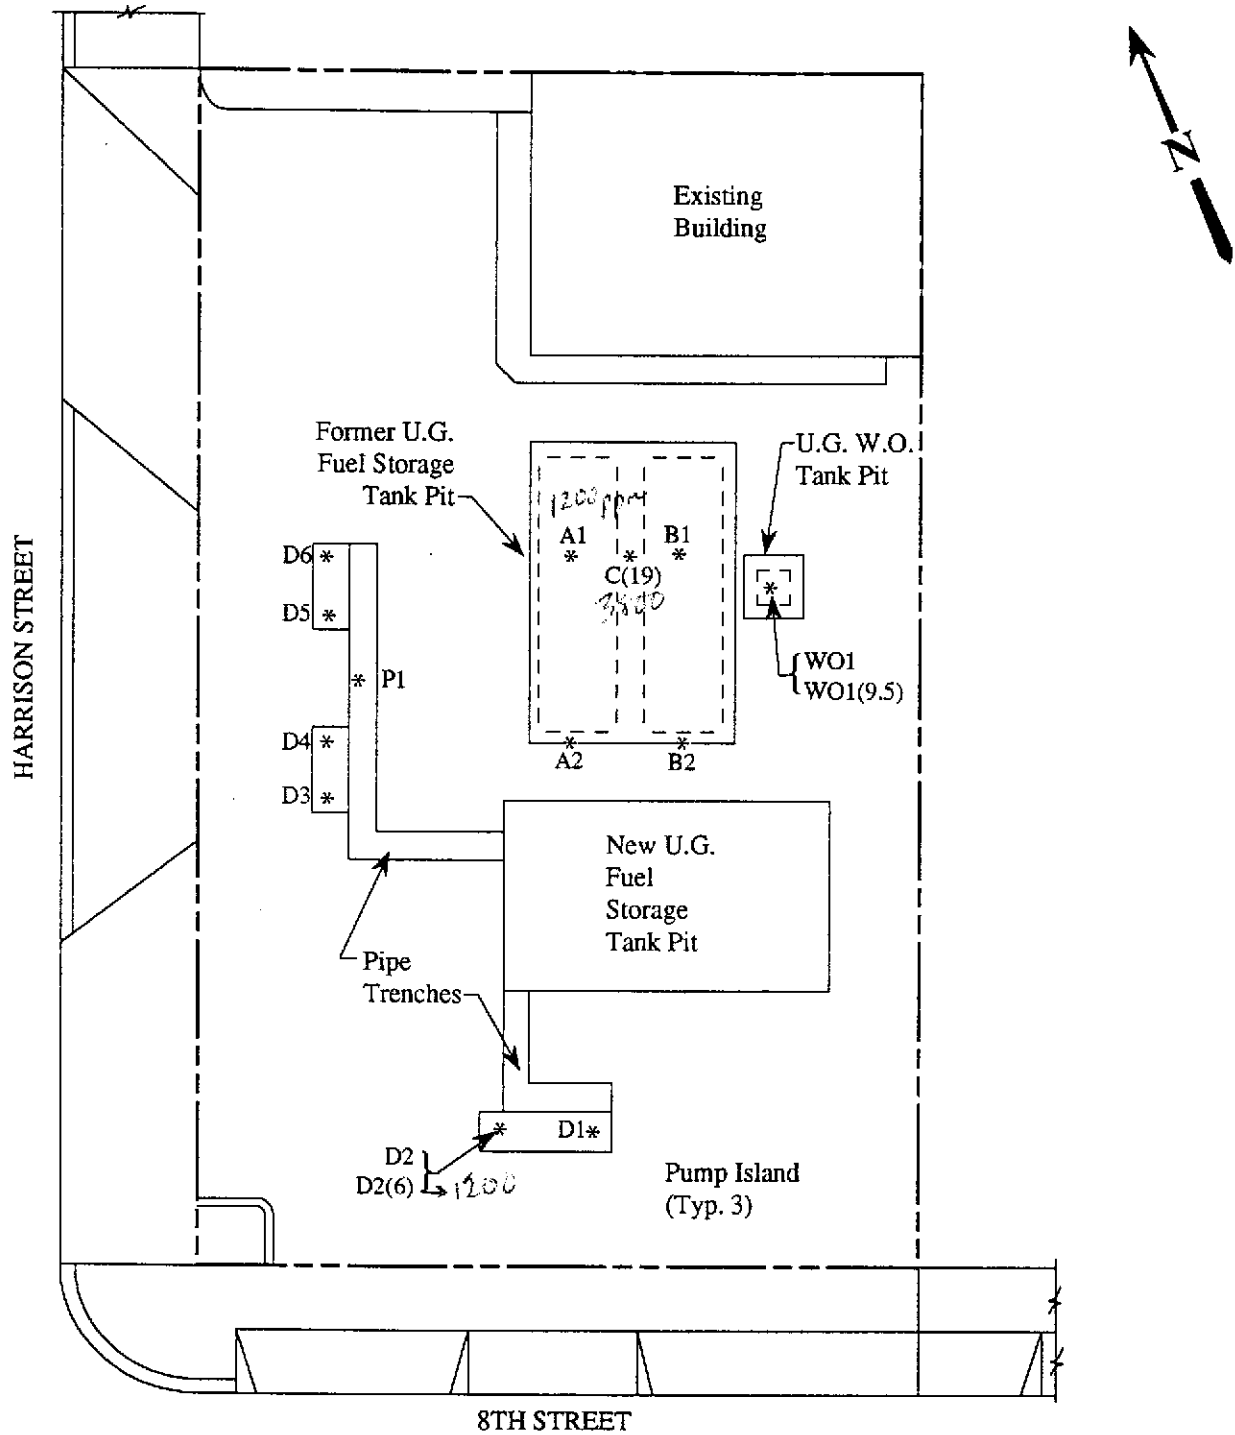 N
Existing
Building
Former U.G.
Fuel Storage
Tank Pit
U.G. W.O.
Tank Pit
1200 ppm
A1
B1
C(19)
3800
D6
D5
P1
WO1
WO1(9.5)
D4
D3
A2
B2
HARRISON STREET
New U.G.
Fuel
Storage
Tank Pit
Pipe
Trenches
D1
D2
D2(6) → 1200
Pump Island
(Typ. 3)
8TH STREET